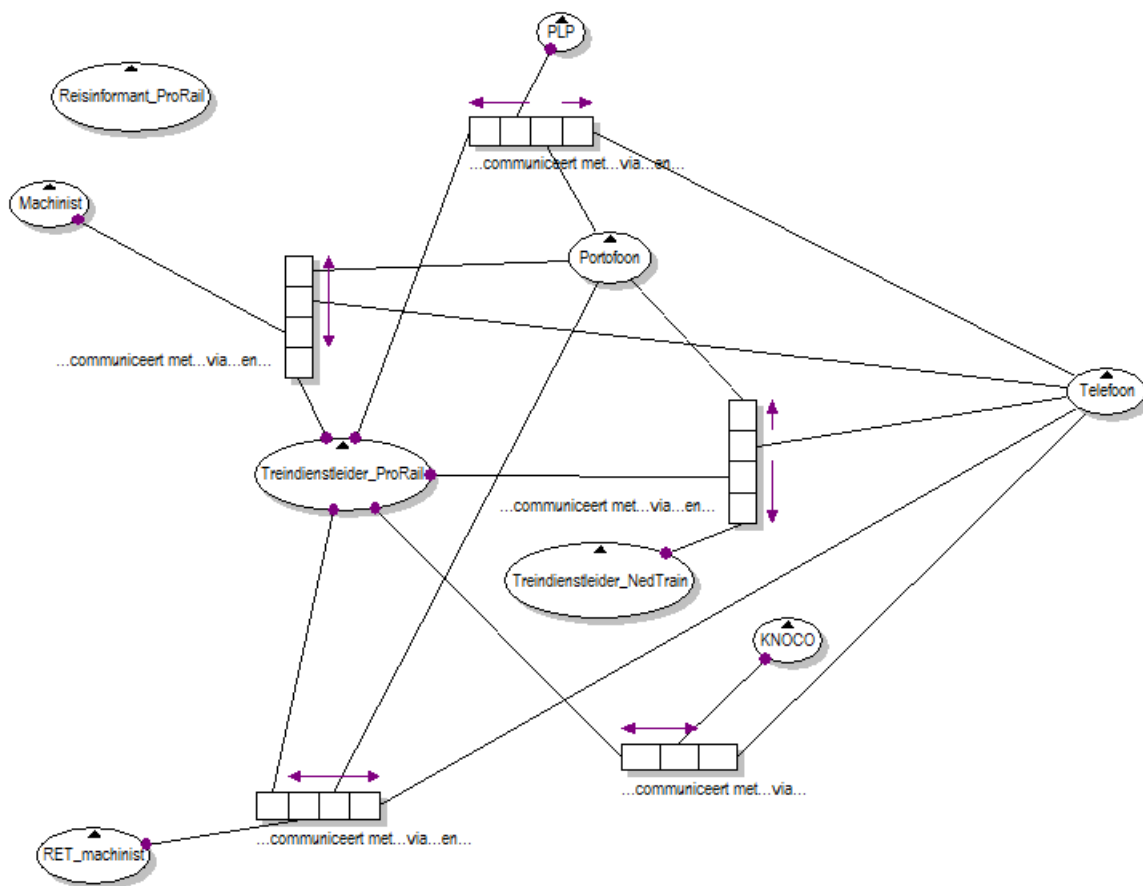 PLP
Reisinformant_ProRail
...communiceert met...via...en...
Machinist
Portofoon
...communiceert met...via...en...
Telefoon
Treindienstleider_ProRail
...communiceert met...via...en...
Treindienstleider_NedTrain
KNOCO
...communiceert met...via...
...communiceert met...via...en...
RET_machinist